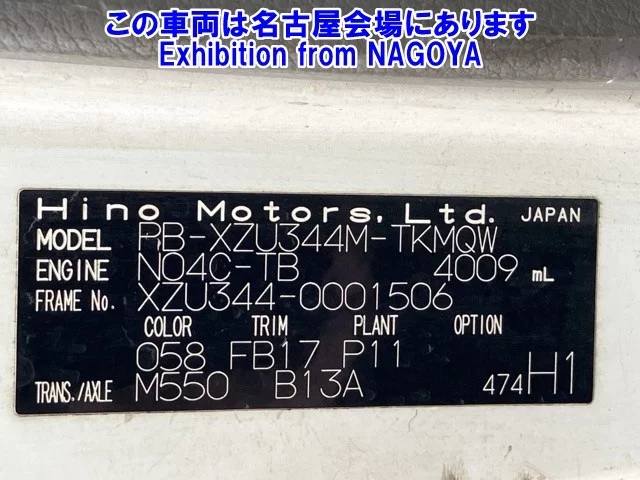 この車両は名古屋会場にあります
Exhibition from NAGOYA
Hino Motors, Ltd. JAPAN
MODEL PB-XZU344M-TKMQW
ENGINE N04C-TB 4009 mL
FRAME No. XZU344-0001506
COLOR TRIM PLANT OPTION
058 FB17 P11
TRANS./AXLE M550 B13A 474H1